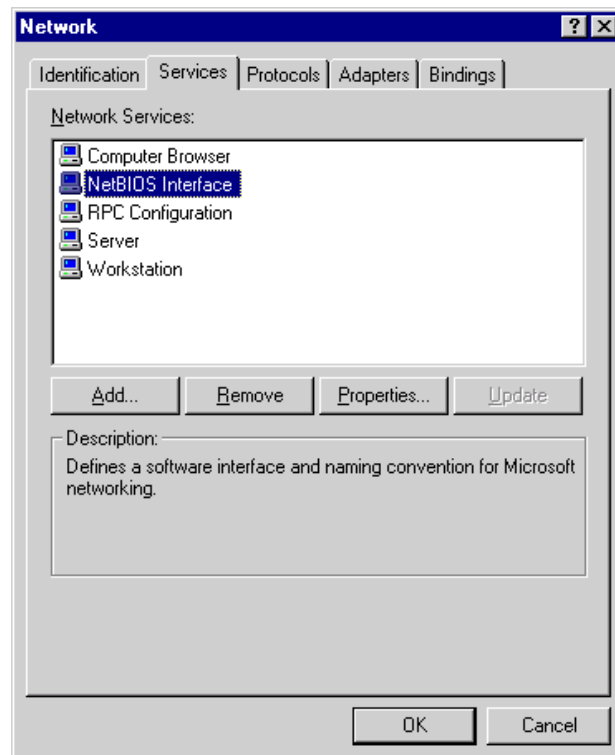 Network
Identification Services Protocols Adapters Bindings
Network Services:
Computer Browser
NetBIOS Interface
RPC Configuration
Server
Workstation
Add... Remove Properties... Update
Description:
Defines a software interface and naming convention for Microsoft
networking.
OK Cancel